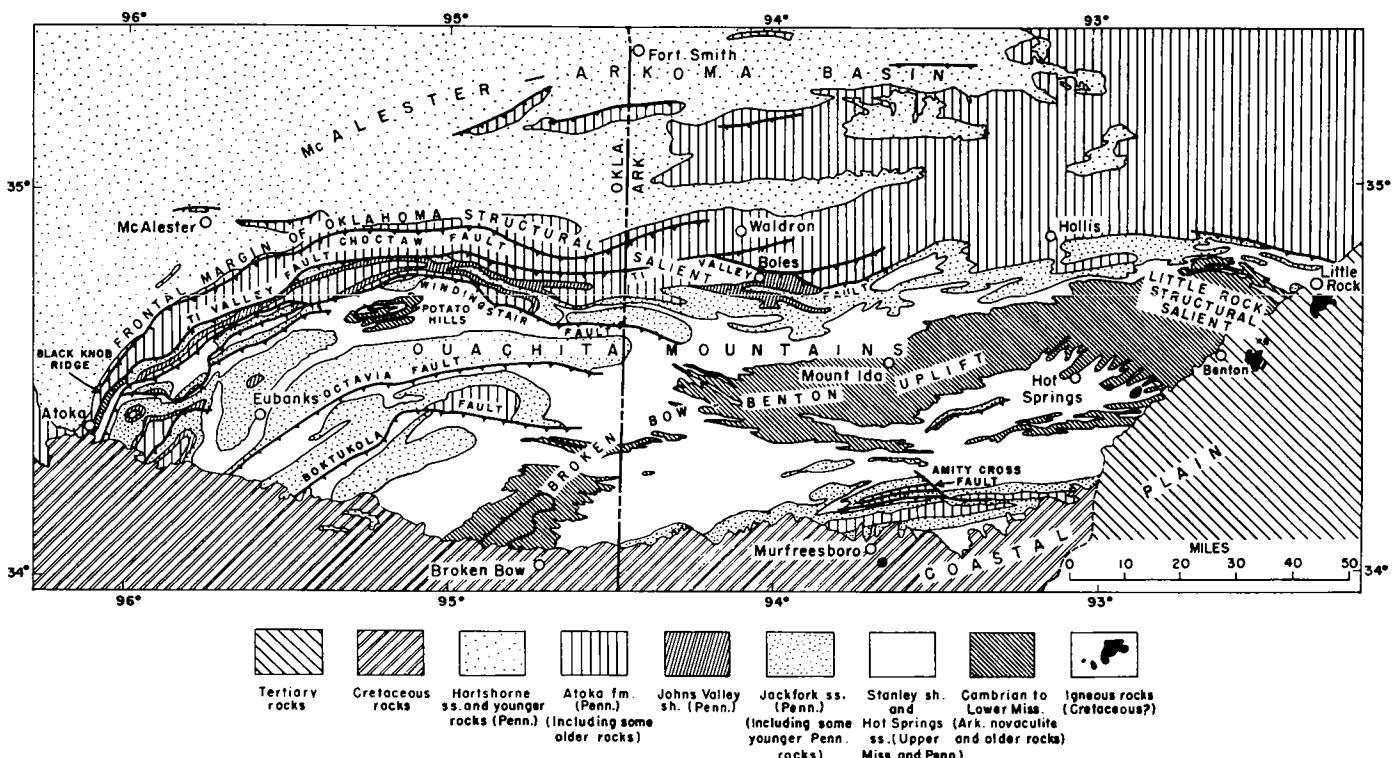 96°
95°
94°
93°
Fort Smith
McALESTER - ARKOMA BASIN
OKLA
ARK
35°
35°
McAlester
FRONTAL MARGIN OF OKLAHOMA STRUCTURAL SALIENT
CHOCTAW FAULT
TI VALLEY FAULT
Waldron
Boles
TI VALLEY FAULT
Hollis
Little
Rock
LITTLE ROCK
STRUCTURAL
SALIENT
WINDINGSTAIR FAULT
POTATO
HILLS
BLACK KNOB
RIDGE
OUACHITA MOUNTAINS
Mount Ida
Hot
Springs
Benton
Atoka
Eubanks
OCTAVIA FAULT
BOKTUKOLA FAULT
BROKEN BOW
BENTON UPLIFT
AMITY CROSS
FAULT
Murfreesboro
Broken Bow
COASTAL PLAIN
MILES
0 10 20 30 40 50
34°
34°
96°
95°
94°
93°
Tertiary
rocks
Cretaceous
rocks
Hartshorne
ss. and younger
rocks (Penn.)
Atoka fm.
(Penn.)
(Including some
older rocks)
Johns Valley
sh. (Penn.)
Jackfork ss.
(Penn.)
(Including some
younger Penn.
rocks)
Stanley sh.
and
Hot Springs
ss. (Upper
Miss. and Penn.)
Cambrian to
Lower Miss.
(Ark. novaculite
and older rocks)
Igneous rocks
(Cretaceous?)